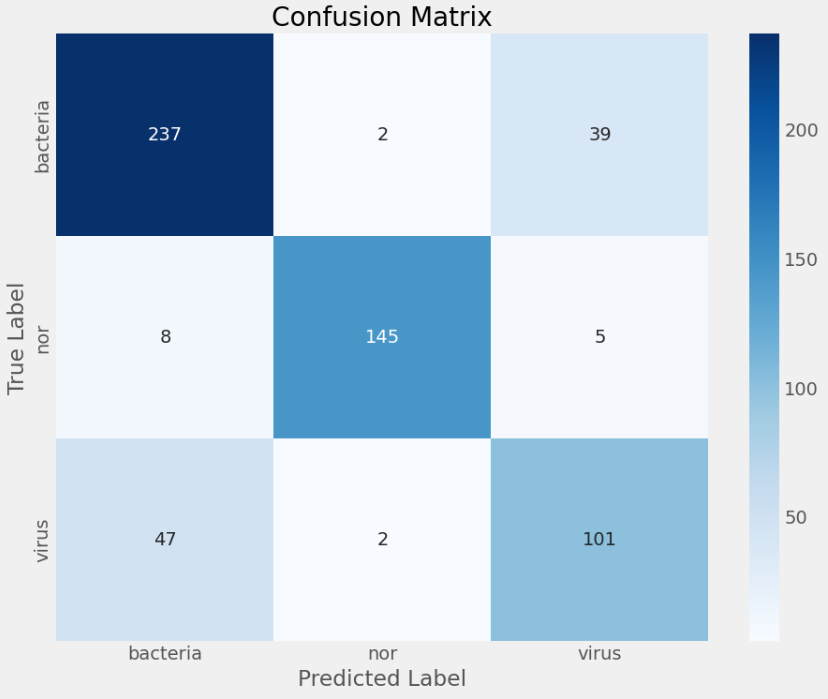 Confusion Matrix
True Label
bacteria
237 2 39
200
150
nor
8 145 5
100
50
virus
47 2 101
bacteria nor virus
Predicted Label